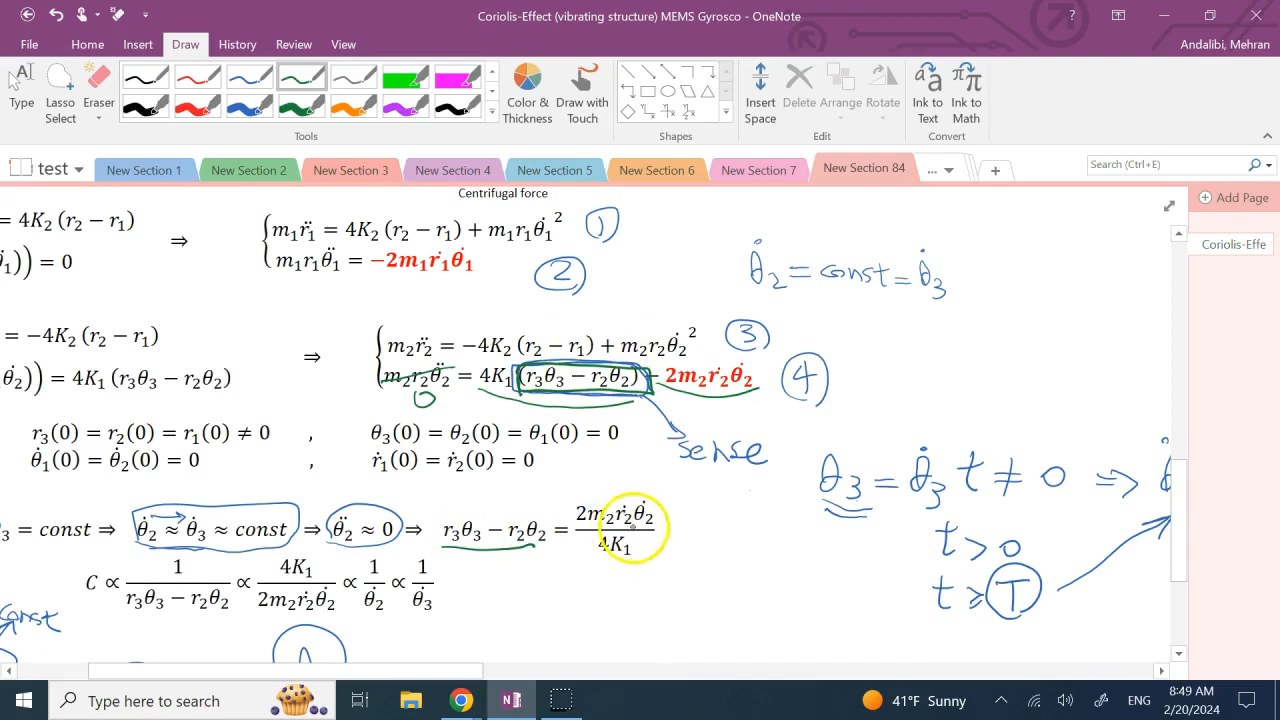 Coriolis-Effect (vibrating structure) MEMS Gyrosco - OneNote
File Home Insert Draw History Review View
Andalibi, Mehran
Type
Lasso Select
Eraser
Color & Thickness
Draw with Touch
Insert Space
Delete
Arrange
Rotate
Ink to Text
Ink to Math
Tools
Shapes
Edit
Convert
test
New Section 1
New Section 2
New Section 3
New Section 4
New Section 5
New Section 6
New Section 7
New Section 84
...
Search (Ctrl+E)
Add Page
Coriolis-Effe
Centrifugal force
= 4K₂ (r₂ − r₁) ⇒ m₁r̈₁ = 4K₂ (r₂ − r₁) + m₁r₁θ̇₁² (1)
θ̈₁)) = 0 m₁r₁θ̈₁ = −2m₁ṙ₁θ̇₁ (2)
θ̇₂ = const = θ̇₃
= −4K₂ (r₂ − r₁) ⇒ m₂r̈₂ = −4K₂ (r₂ − r₁) + m₂r₂θ̇₂² (3)
θ̇₂)) = 4K₁ (r₃θ₃ − r₂θ₂) m₂r₂θ̈₂ = 4K₁ (r₃θ₃ − r₂θ₂) − 2m₂ṙ₂θ̇₂ (4)
0
r₃(0) = r₂(0) = r₁(0) ≠ 0 , θ₃(0) = θ₂(0) = θ₁(0) = 0
sense
θ̇₁(0) = θ̇₂(0) = 0 , ṙ₁(0) = ṙ₂(0) = 0
θ₃ = θ̇₃ t ≠ 0 ⇒
t > 0
t ≥ T
₃ = const ⇒ θ̇₂ ≈ θ̇₃ ≈ const ⇒ θ̈₂ ≈ 0 ⇒ r₃θ₃ − r₂θ₂ = 2m₂ṙ₂θ̇₂ / 4K₁
C ∝ 1 / (r₃θ₃ − r₂θ₂) ∝ 4K₁ / 2m₂ṙ₂θ̇₂ ∝ 1 / θ̇₂ ∝ 1 / θ̇₃
const
Type here to search
41°F Sunny
ENG
8:49 AM
2/20/2024